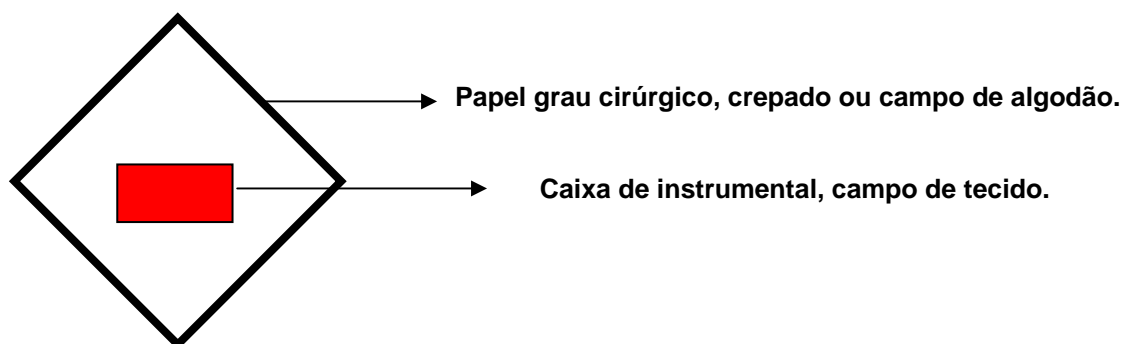 Papel grau cirúrgico, crepado ou campo de algodão.
Caixa de instrumental, campo de tecido.